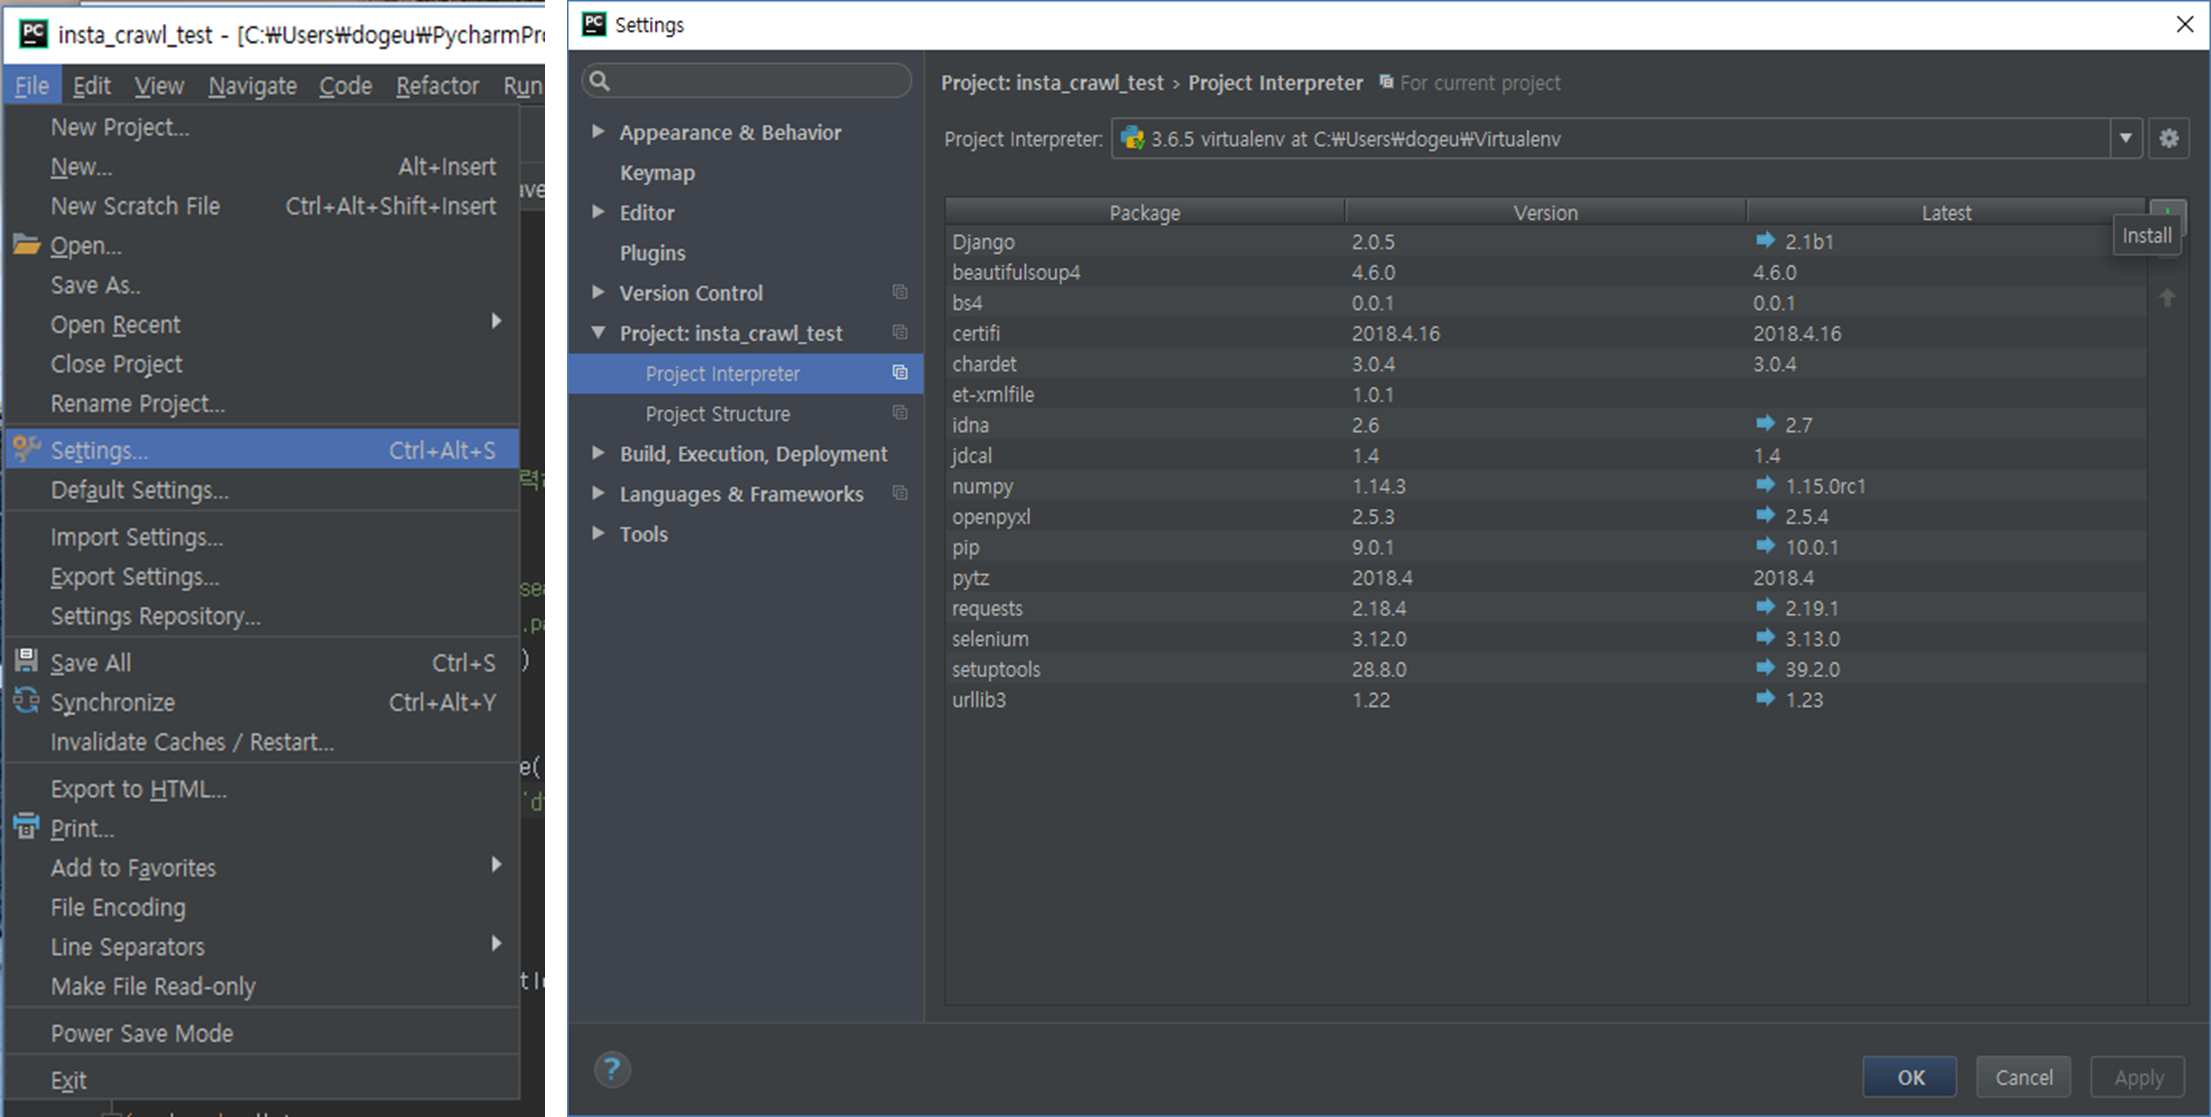 PC insta_crawl_test - [C:₩Users₩dogeu₩PycharmPro
File Edit View Navigate Code Refactor Run
New Project...
New... Alt+Insert
New Scratch File Ctrl+Alt+Shift+Insert
Open...
Save As..
Open Recent
Close Project
Rename Project...
Settings... Ctrl+Alt+S
Default Settings...
Import Settings...
Export Settings...
Settings Repository...
Save All Ctrl+S
Synchronize Ctrl+Alt+Y
Invalidate Caches / Restart...
Export to HTML...
Print...
Add to Favorites
File Encoding
Line Separators
Make File Read-only
Power Save Mode
Exit
PC Settings
Appearance & Behavior
Keymap
Editor
Plugins
Version Control
Project: insta_crawl_test
Project Interpreter
Project Structure
Build, Execution, Deployment
Languages & Frameworks
Tools
Project: insta_crawl_test › Project Interpreter For current project
Project Interpreter: 3.6.5 virtualenv at C:₩Users₩dogeu₩Virtualenv
Package Version Latest
Install
Django 2.0.5 2.1b1
beautifulsoup4 4.6.0 4.6.0
bs4 0.0.1 0.0.1
certifi 2018.4.16 2018.4.16
chardet 3.0.4 3.0.4
et-xmlfile 1.0.1
idna 2.6 2.7
jdcal 1.4 1.4
numpy 1.14.3 1.15.0rc1
openpyxl 2.5.3 2.5.4
pip 9.0.1 10.0.1
pytz 2018.4 2018.4
requests 2.18.4 2.19.1
selenium 3.12.0 3.13.0
setuptools 28.8.0 39.2.0
urllib3 1.22 1.23
? OK Cancel Apply